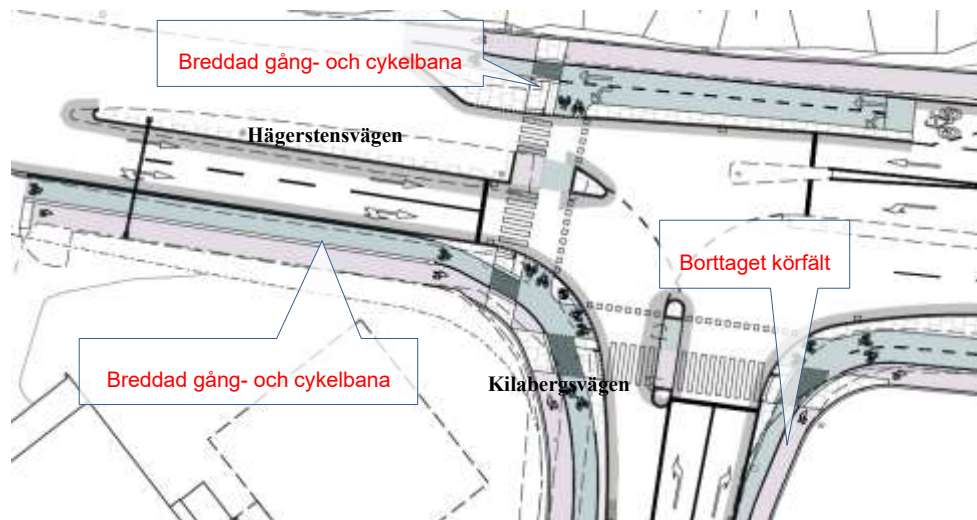 Breddad gång- och cykelbana
Hägerstensvägen
Borttaget körfält
Breddad gång- och cykelbana
Kilabergsvägen